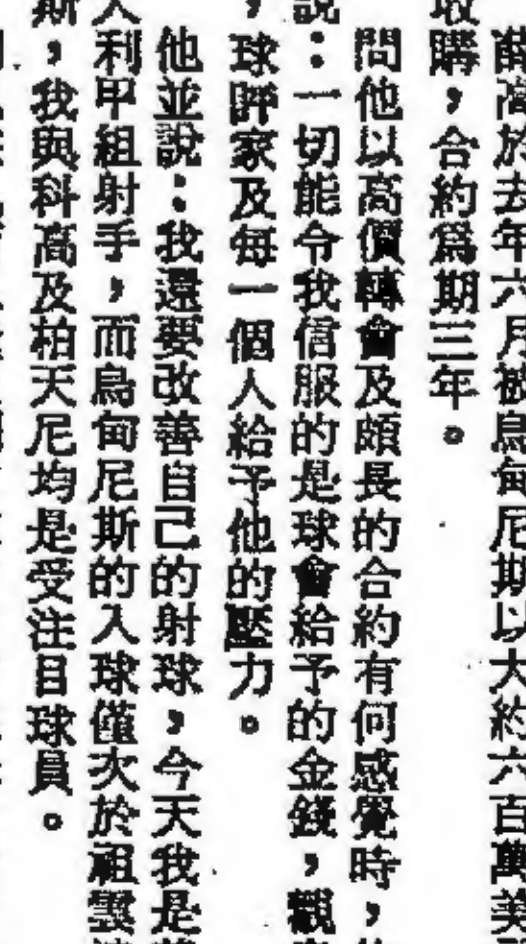 薛高於去年六月被烏甸尼斯以大約六百萬美
收購，合約爲期三年。
問他以高價轉會及頗長的合約有何感覺時，
說：一切能令我信服的是球會給予的金錢，觀
，球評家及每一個人給予他的壓力。
他並說：我還要改善自己的射球，今天我是
人利甲組射手，而烏甸尼斯的入球僅次於祖雲
斯，我與科高及柏天尼均是受注目球員。